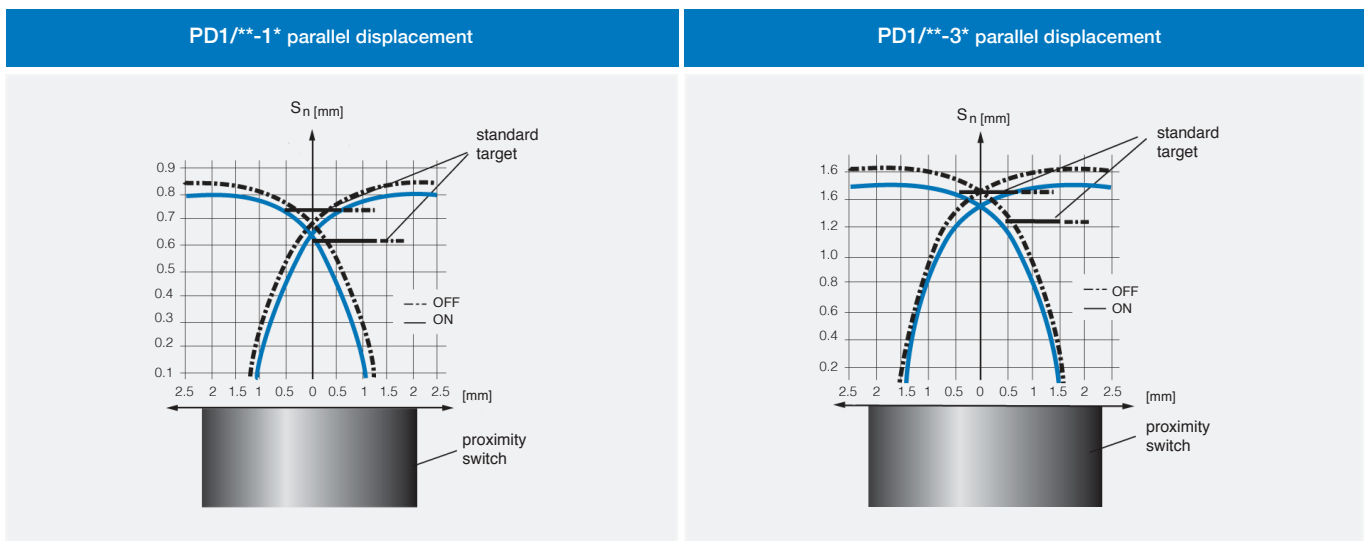 PD1/**-1* parallel displacement
S n [mm]
standard
target
0.9
0.8
0.7
0.6
0.5
0.4
0.3
0.2
0.1
OFF
ON
2.5 2 1.5 1 0.5 0 0.5 1 1.5 2 2.5 [mm]
proximity
switch
PD1/**-3* parallel displacement
S n [mm]
standard
target
1.6
1.6
1.2
1.0
0.8
0.6
0.4
0.2
OFF
ON
2.5 2 1.5 1 0.5 0 0.5 1 1.5 2 2.5 [mm]
proximity
switch